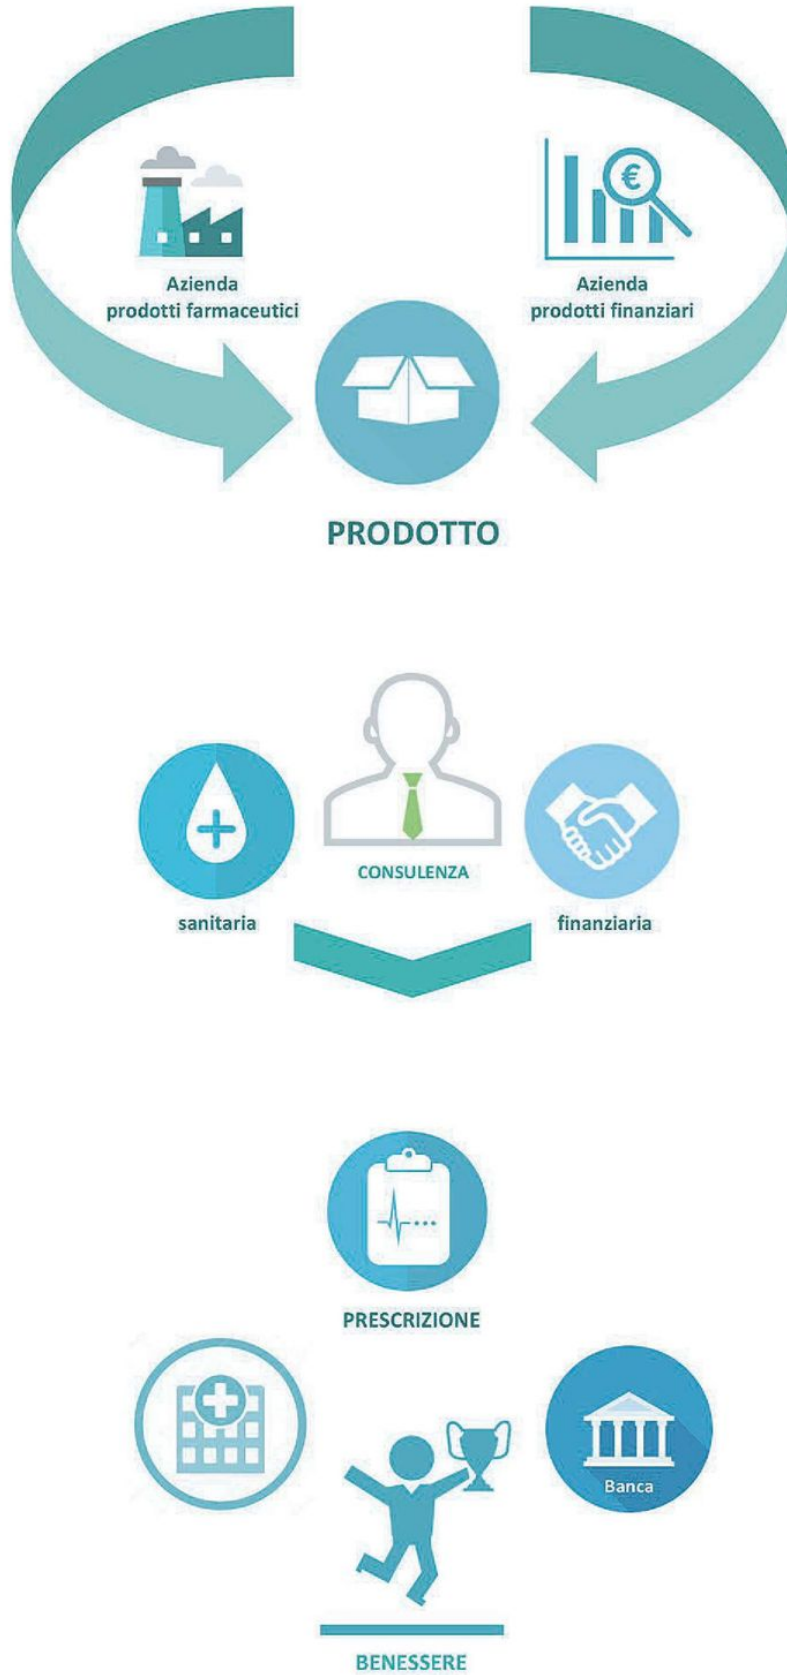 Azienda
prodotti farmaceutici
Azienda
prodotti finanziari
€
PRODOTTO
CONSULENZA
sanitaria
finanziaria
PRESCRIZIONE
Banca
BENESSERE